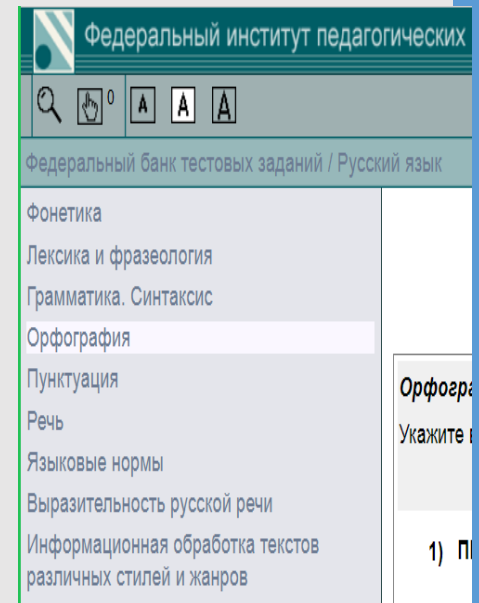 Федеральный институт педагогических
0
A A A
Федеральный банк тестовых заданий / Русский язык
Фонетика
Лексика и фразеология
Грамматика. Синтаксис
Орфография
Пунктуация
Речь
Языковые нормы
Выразительность русской речи
Информационная обработка текстов
различных стилей и жанров
Укажите
1)